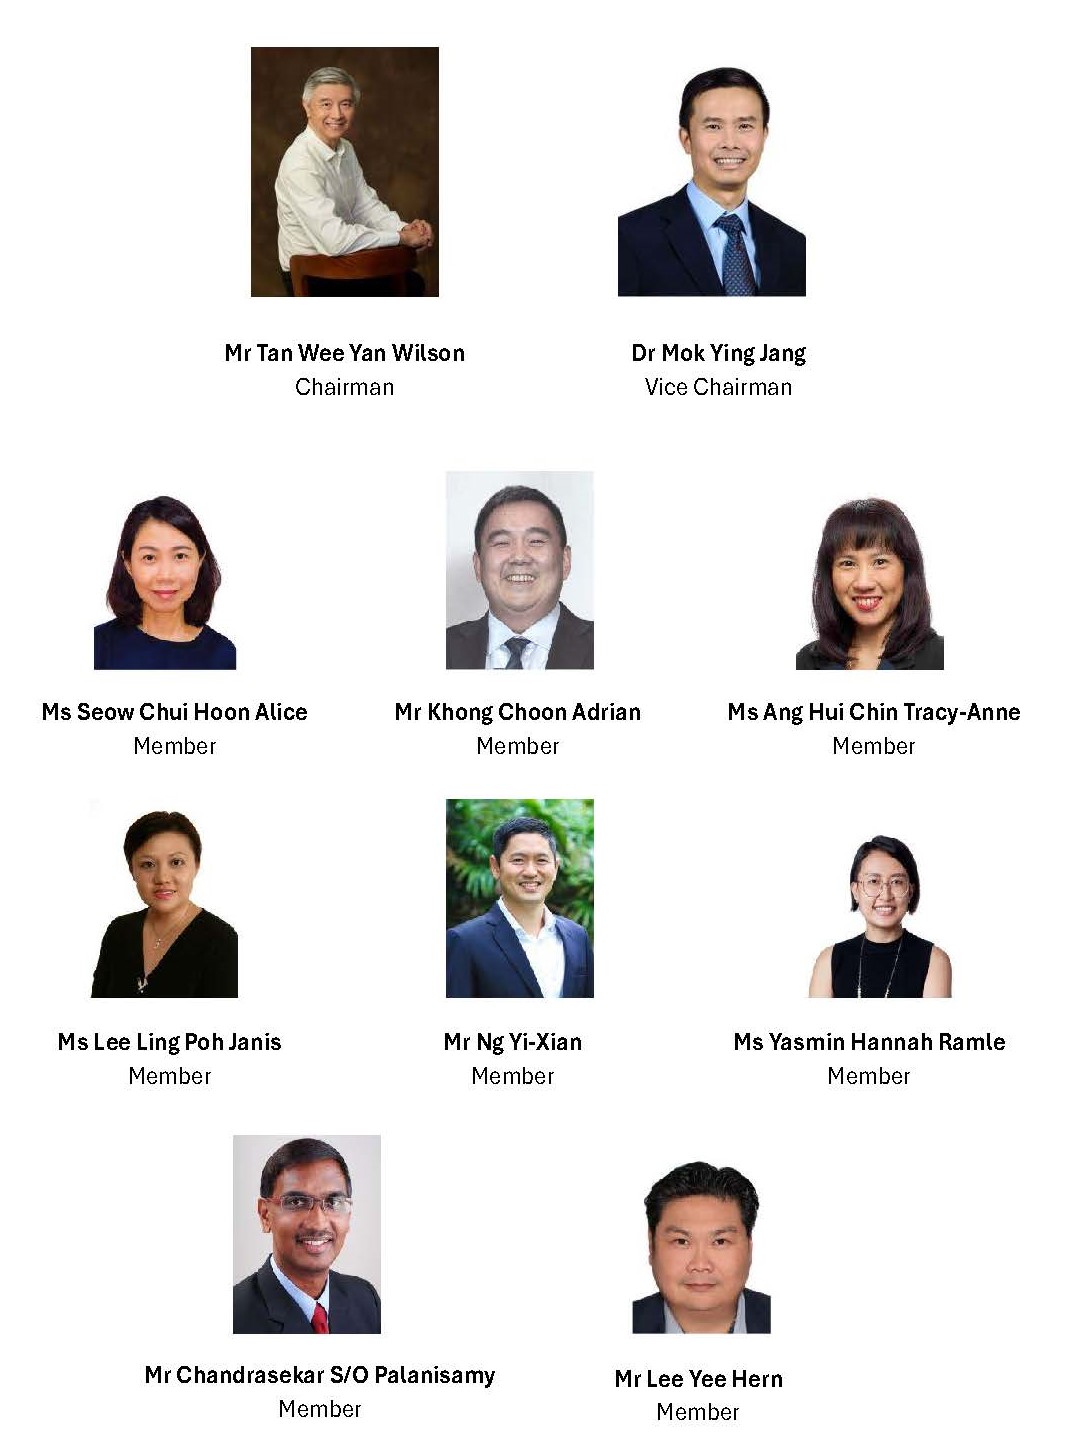 Mr Tan Wee Yan Wilson
Chairman
Dr Mok Ying Jang
Vice Chairman
Ms Seow Chui Hoon Alice
Member
Mr Khong Choon Adrian
Member
Ms Ang Hui Chin Tracy-Anne
Member
Ms Lee Ling Poh Janis
Member
Mr Ng Yi-Xian
Member
Ms Yasmin Hannah Ramle
Member
Mr Chandrasekar S/O Palanisamy
Member
Mr Lee Yee Hern
Member